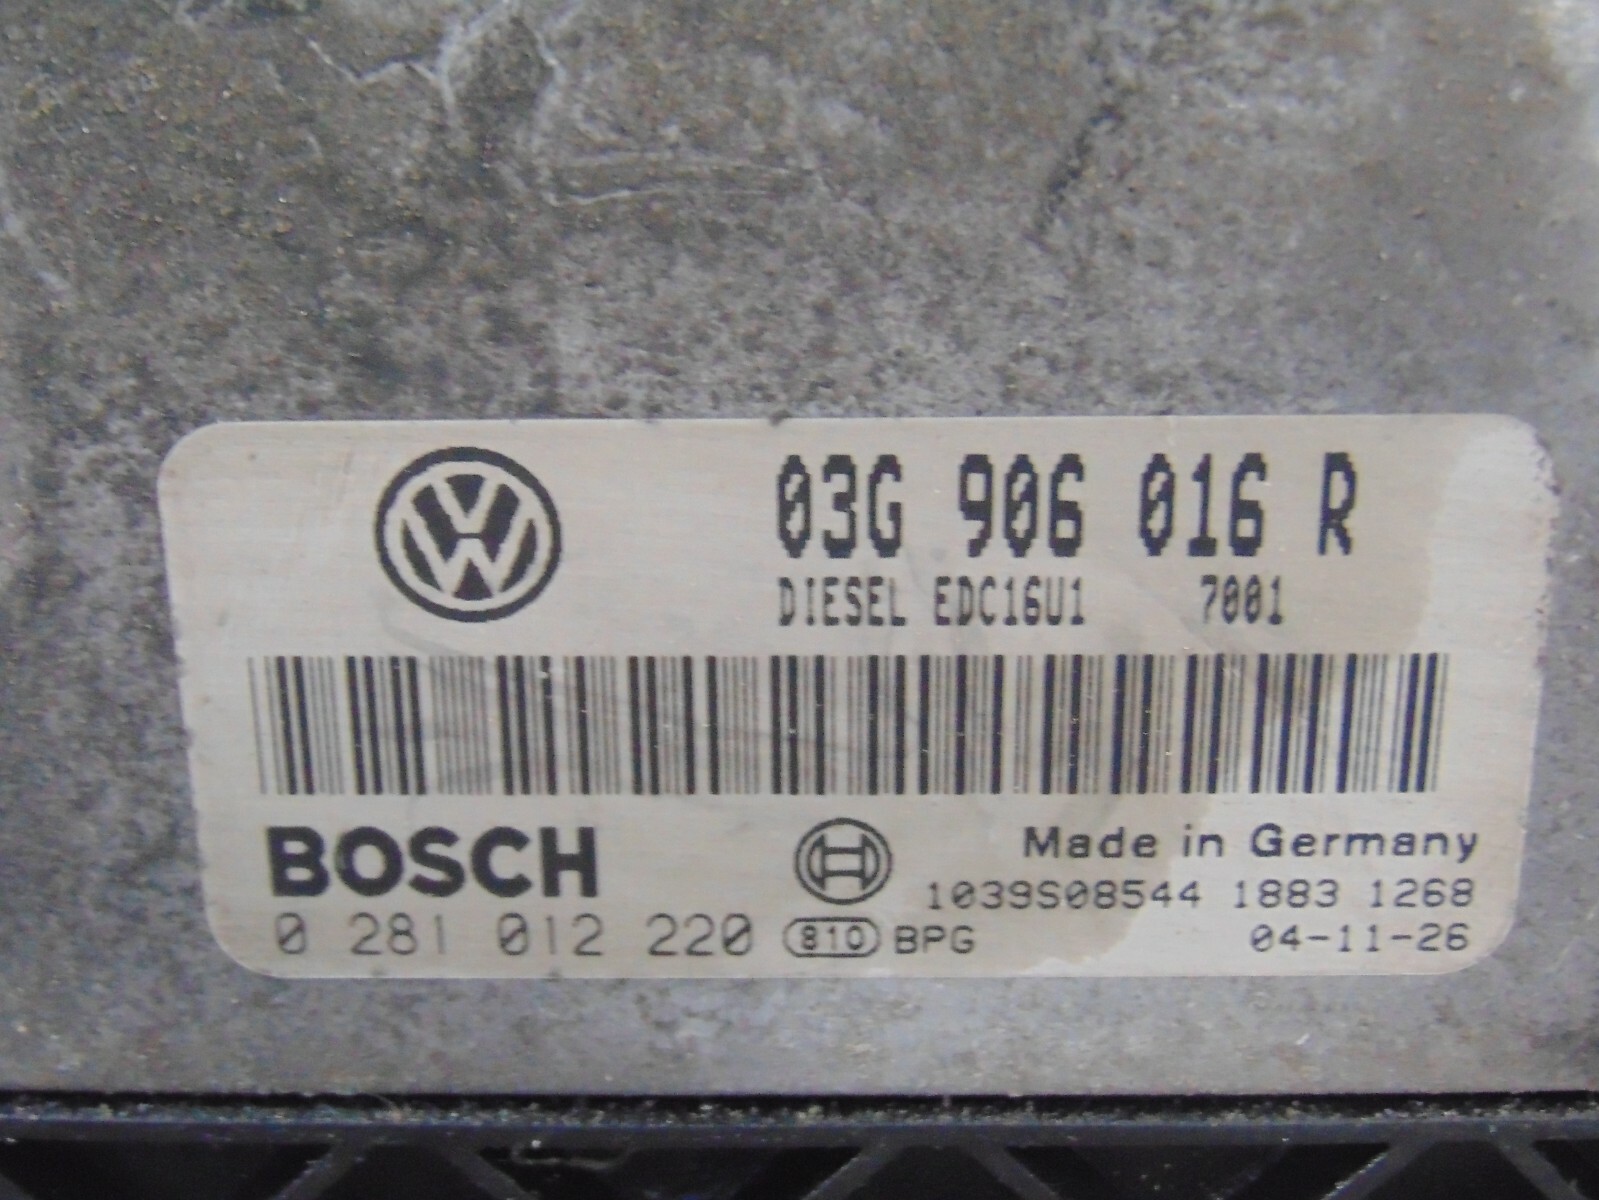 03G 906 016 R
DIESEL EDC16U1 7001
BOSCH
Made in Germany
1039S08544 1883 1268
0 281 012 220 810 BPG 04-11-26